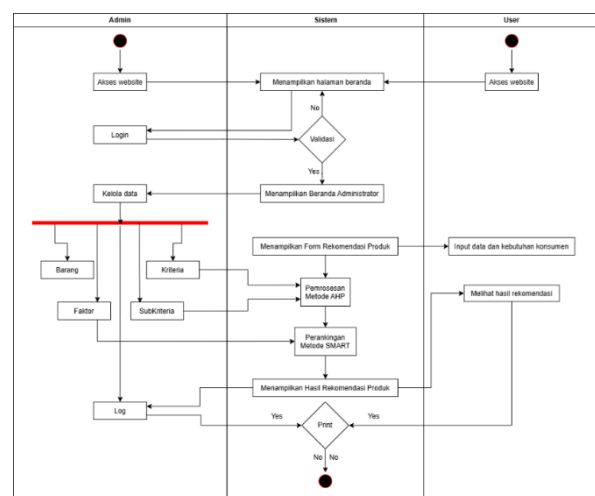 Admin
Sistem
User
Akses website
Menampilkan halaman beranda
Akses website
No
Login
Validasi
Yes
Kelola data
Menampilkan Beranda Administrator
Menampilkan Form Rekomendasi Produk
Input data dan kebutuhan konsumen
Barang
Kriteria
Pemrosesan
Metode AHP
Melihat hasil rekomendasi
Faktor
SubKriteria
Perankingan
Metode SMART
Menampilkan Hasil Rekomendasi Produk
Log
Yes
Print
Yes
No
No